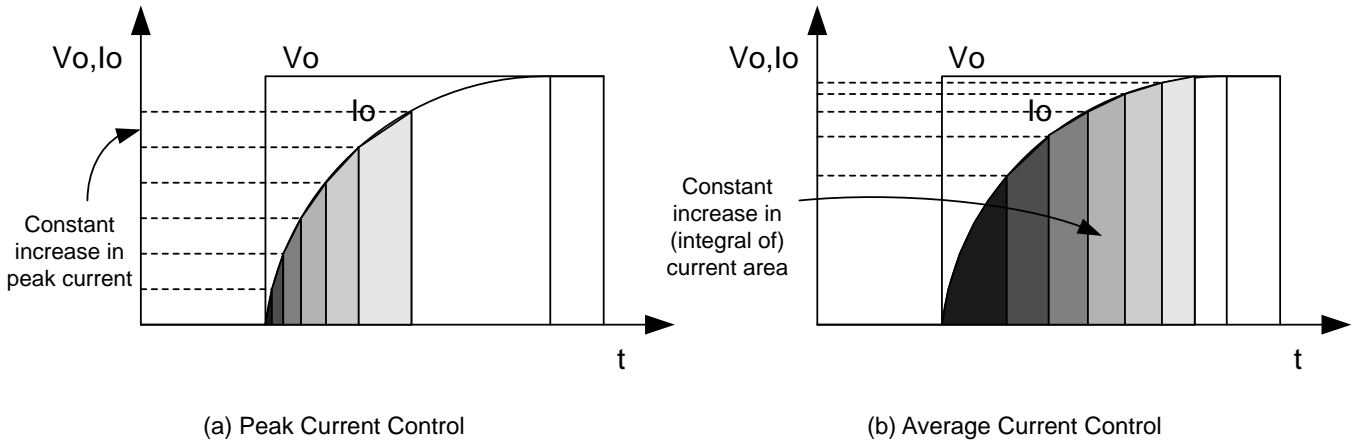 Vo,Io
Vo
Io
Constant
increase in
peak current
t
(a) Peak Current Control
Vo,Io
Vo
Io
Constant
increase in
(integral of)
current area
t
(b) Average Current Control